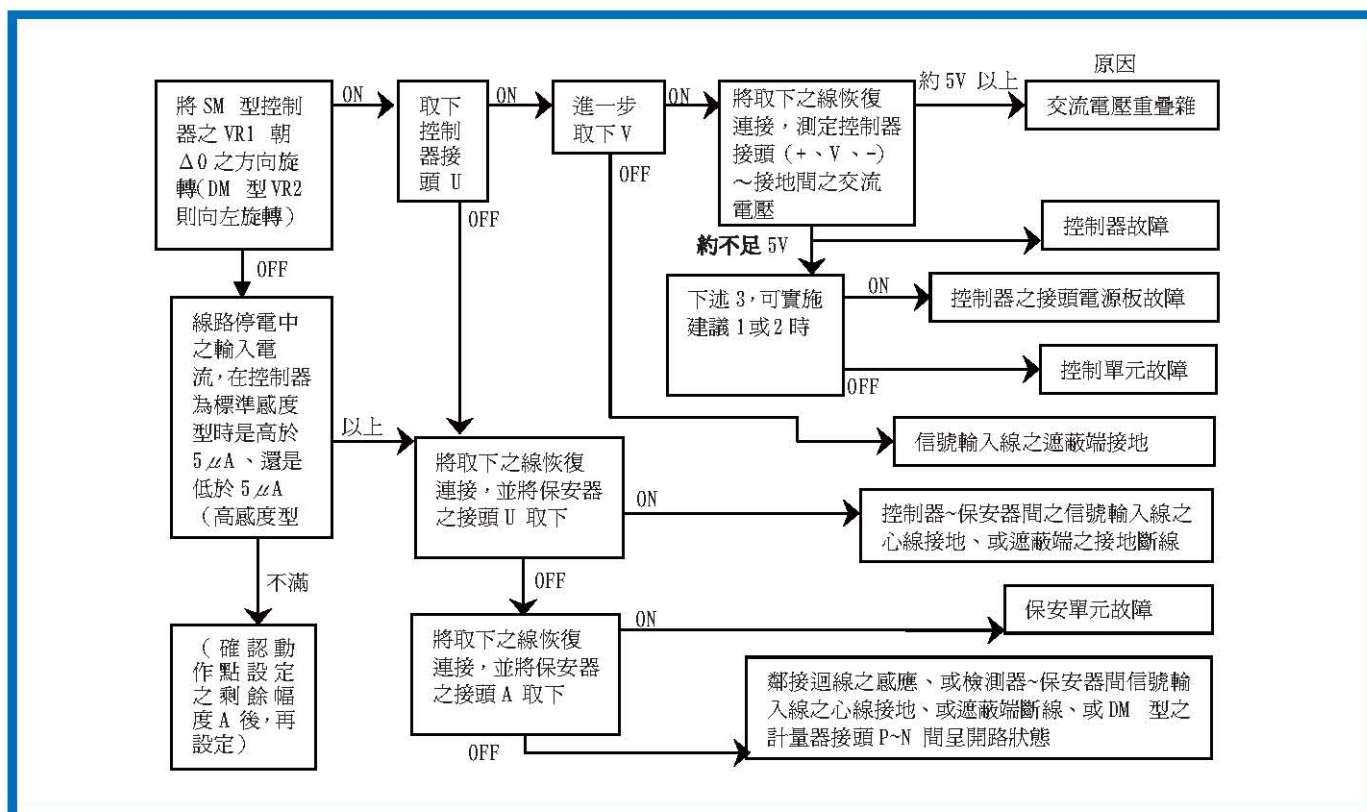 將 SM 型控制
器之 VR1 朝
Δ0 之方向旋
轉(DM 型 VR2
則向左旋轉)
ON
取下
控制
器接
頭 U
ON
進一步
取下 V
ON
將取下之線恢復
連接,測定控制器
接頭 (+、V、-)
～接地間之交流
電壓
約 5V 以上
原因
交流電壓重疊雜
OFF
OFF
OFF
約不足 5V
控制器故障
下述 3,可實施
建議 1 或 2 時
ON
控制器之接頭電源板故障
OFF
控制單元故障
線路停電中
之輸入電
流,在控制器
為標準感度
型時是高於
5μA、還是
低於 5μA
(高感度型
以上
信號輸入線之遮蔽端接地
將取下之線恢復
連接,並將保安器
之接頭 U 取下
ON
控制器~保安器間之信號輸入線之
心線接地、或遮蔽端之接地斷線
不滿
OFF
(確認動
作點設定
之剩餘幅
度 A 後,再
設定)
將取下之線恢復
連接,並將保安器
之接頭 A 取下
ON
保安單元故障
OFF
鄰接迴線之感應、或檢測器~保安器間信號輸
入線之心線接地、或遮蔽端斷線、或 DM 型之
計量器接頭 P~N 間呈開路狀態